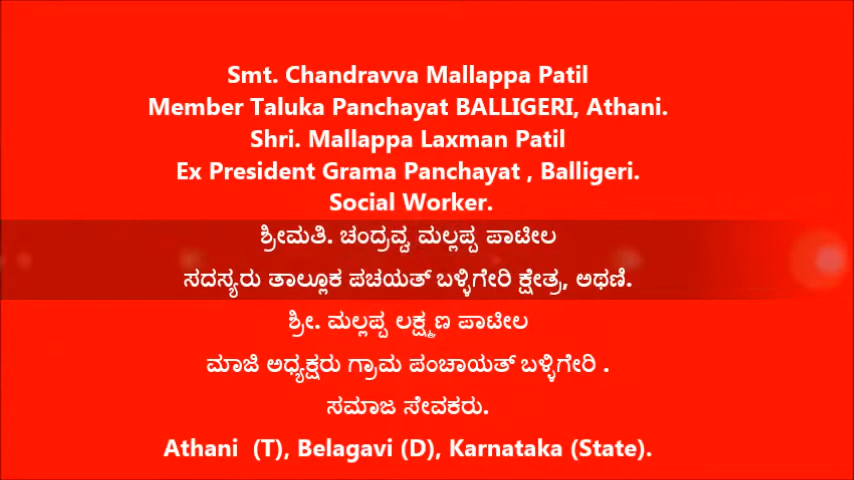 Smt. Chandravva Mallappa Patil
Member Taluka Panchayat BALLIGERI, Athani.
Shri. Mallappa Laxman Patil
Ex President Grama Panchayat , Balligeri.
Social Worker.
ಶ್ರೀಮತಿ. ಚಂದ್ರವ್ವ ಮಲ್ಲಪ್ಪ ಪಾಟೀಲ
ಸದಸ್ಯರು ತಾಲ್ಲೂಕ ಪಚಯತ್ ಬಳ್ಳಿಗೇರಿ ಕ್ಷೇತ್ರ, ಅಥಣಿ.
ಶ್ರೀ. ಮಲ್ಲಪ್ಪ ಲಕ್ಷ್ಮಣ ಪಾಟೀಲ
ಮಾಜಿ ಅಧ್ಯಕ್ಷರು ಗ್ರಾಮ ಪಂಚಾಯತ್ ಬಳ್ಳಿಗೇರಿ .
ಸಮಾಜ ಸೇವಕರು.
Athani (T), Belagavi (D), Karnataka (State).